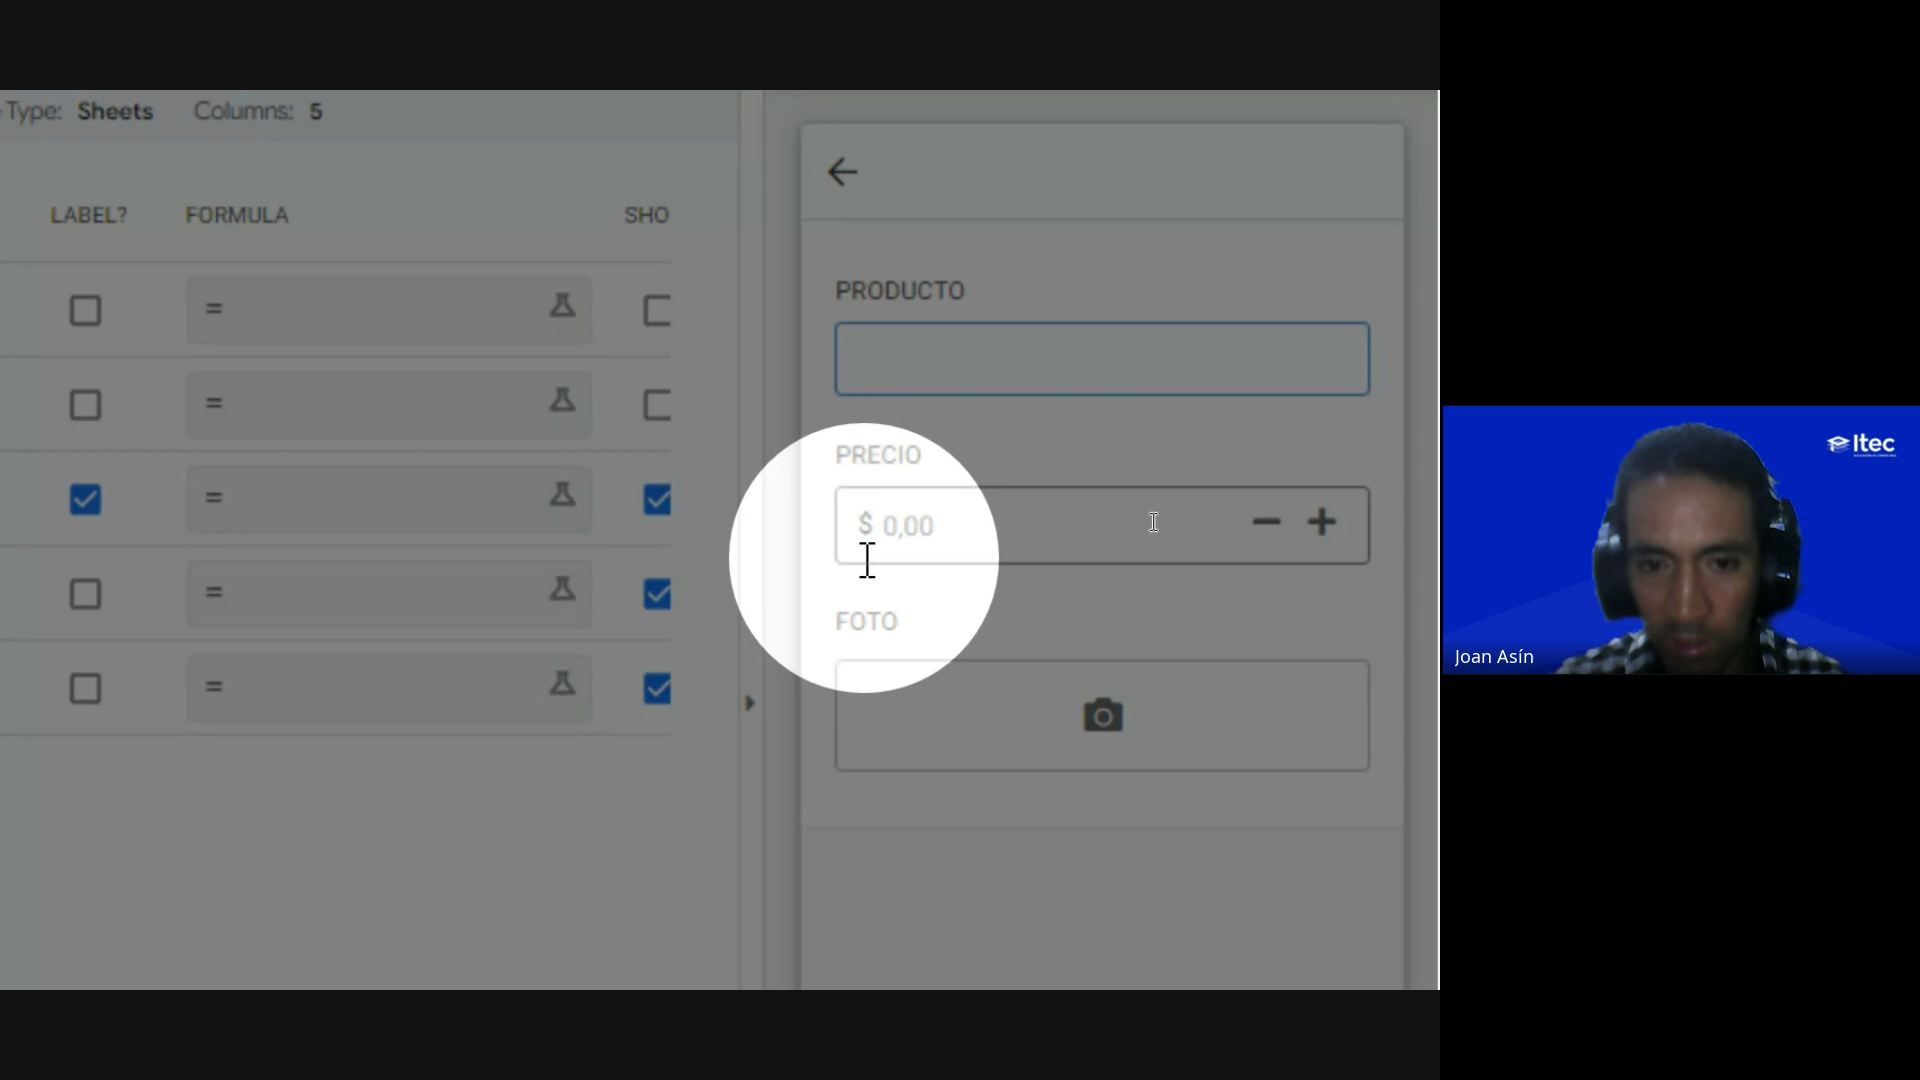 Type: Sheets Columns: 5
LABEL? FORMULA SHO
=
=
=
=
=
PRODUCTO
PRECIO
$ 0,00
FOTO
Itec
Joan Asín